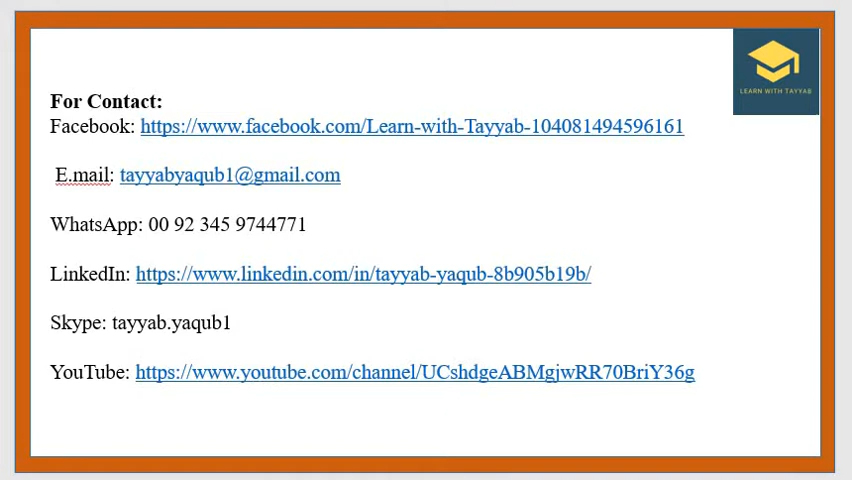 LEARN WITH TAYYAB
For Contact:
Facebook: https://www.facebook.com/Learn-with-Tayyab-104081494596161
E.mail: tayyabyaqub1@gmail.com
WhatsApp: 00 92 345 9744771
LinkedIn: https://www.linkedin.com/in/tayyab-yaqub-8b905b19b/
Skype: tayyab.yaqub1
YouTube: https://www.youtube.com/channel/UCshdgeABMgjwRR70BriY36g